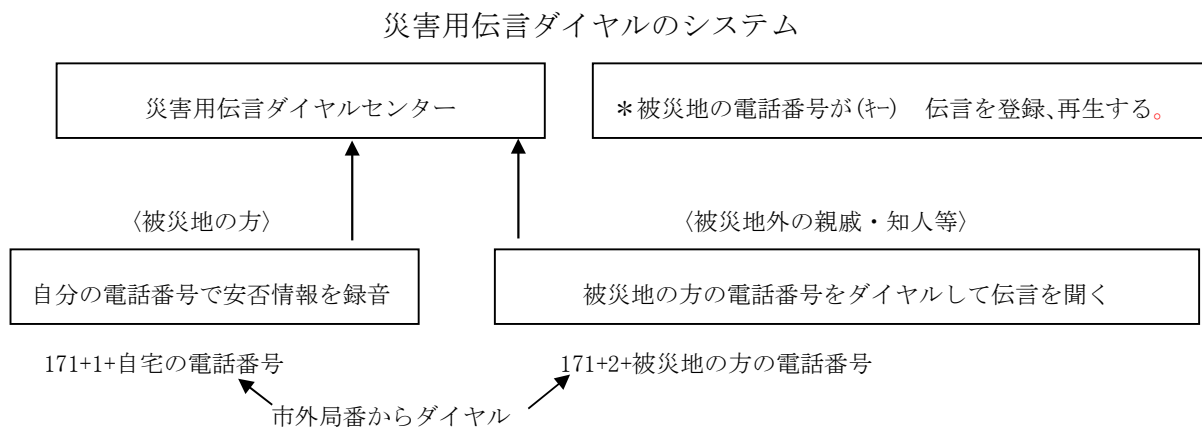 災害用伝言ダイヤルのシステム
災害用伝言ダイヤルセンター
＊被災地の電話番号が(ｷｰ)　伝言を登録、再生する。
〈被災地の方〉
〈被災地外の親戚・知人等〉
自分の電話番号で安否情報を録音
被災地の方の電話番号をダイヤルして伝言を聞く
171+1+自宅の電話番号
171+2+被災地の方の電話番号
市外局番からダイヤル